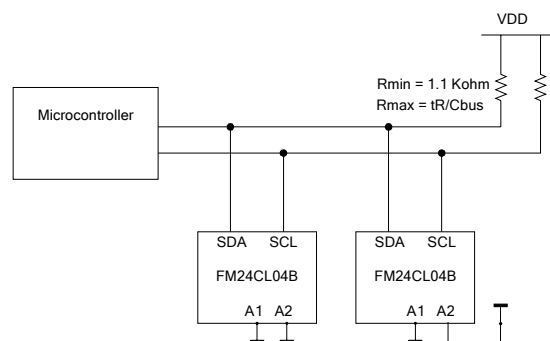 VDD
Rmin = 1.1 Kohm
Rmax = tR/Cbus
Microcontroller
SDA SCL
SDA SCL
FM24CL04B
FM24CL04B
A1 A2
A1 A2